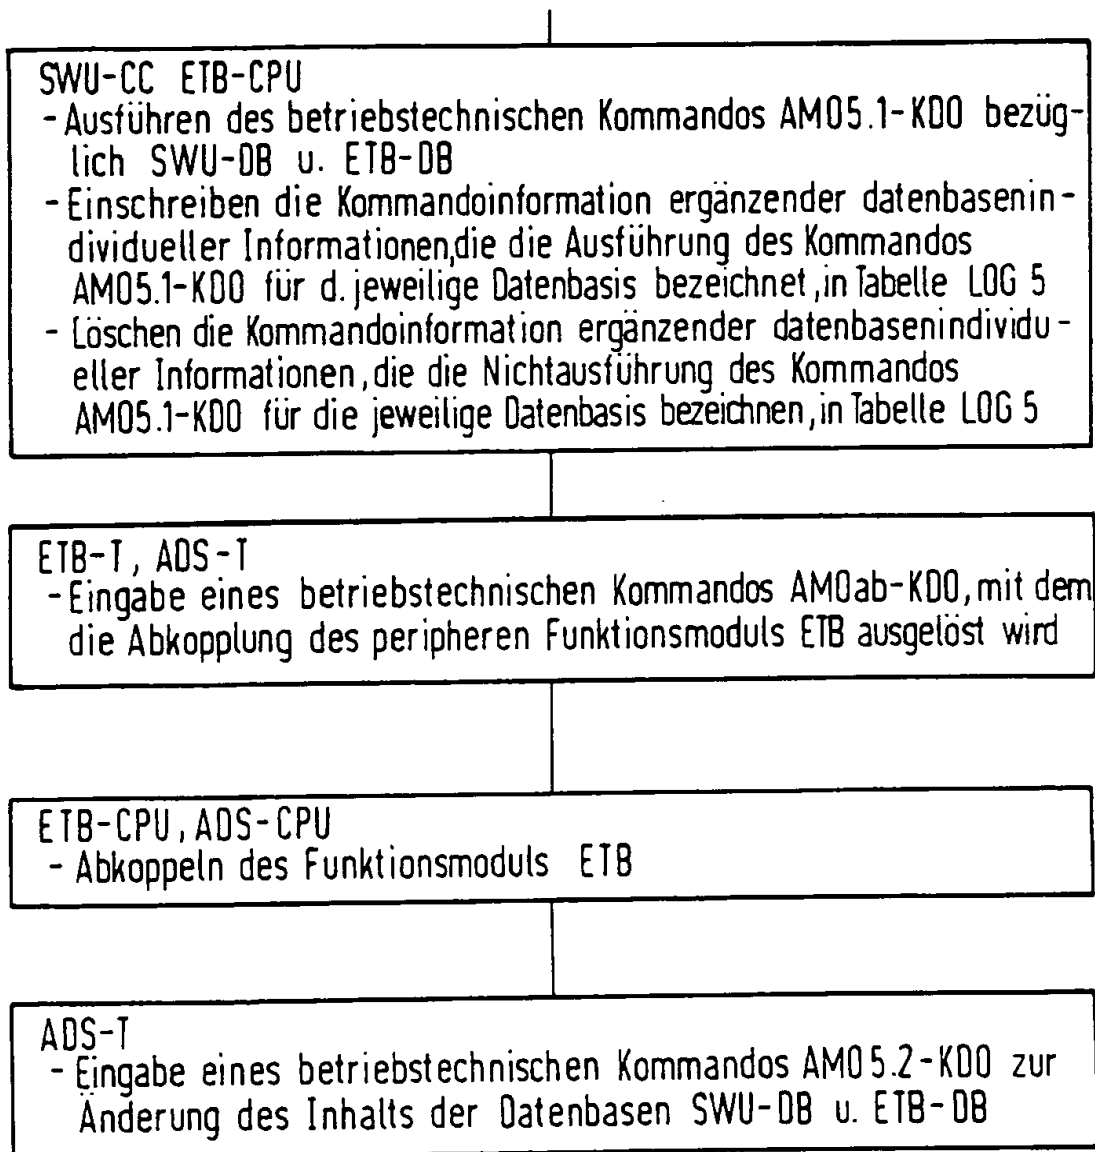 SWU-CC ETB-CPU
- Ausführen des betriebstechnischen Kommandos AMO5.1-KDO bezüg-
lich SWU-DB u. ETB-DB
- Einschreiben die Kommandoinformation ergänzender datenbasenin-
dividueller Informationen,die die Ausführung des Kommandos
AMO5.1-KDO für d. jeweilige Datenbasis bezeichnet,in Tabelle LOG 5
- Löschen die Kommandoinformation ergänzender datenbasenindividu-
eller Informationen,die die Nichtausführung des Kommandos
AMO5.1-KDO für die jeweilige Datenbasis bezeichnen,in Tabelle LOG 5
ETB-T, ADS-T
- Eingabe eines betriebstechnischen Kommandos AMOab-KDO,mit dem
die Abkopplung des peripheren Funktionsmoduls ETB ausgelöst wird
ETB-CPU,ADS-CPU
- Abkoppeln des Funktionsmoduls ETB
ADS-T
- Eingabe eines betriebstechnischen Kommandos AMO5.2-KDO zur
Änderung des Inhalts der Datenbasen SWU-DB u. ETB-DB